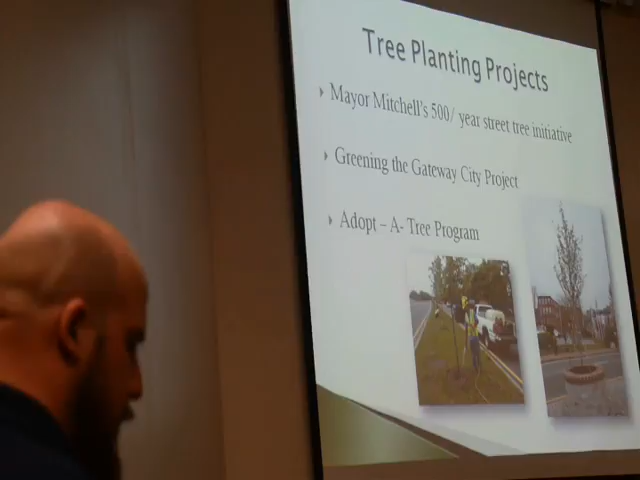 Tree Planting Projects
Mayor Mitchell's 500/ year street tree initiative
Greening the Gateway City Project
Adopt – A- Tree Program